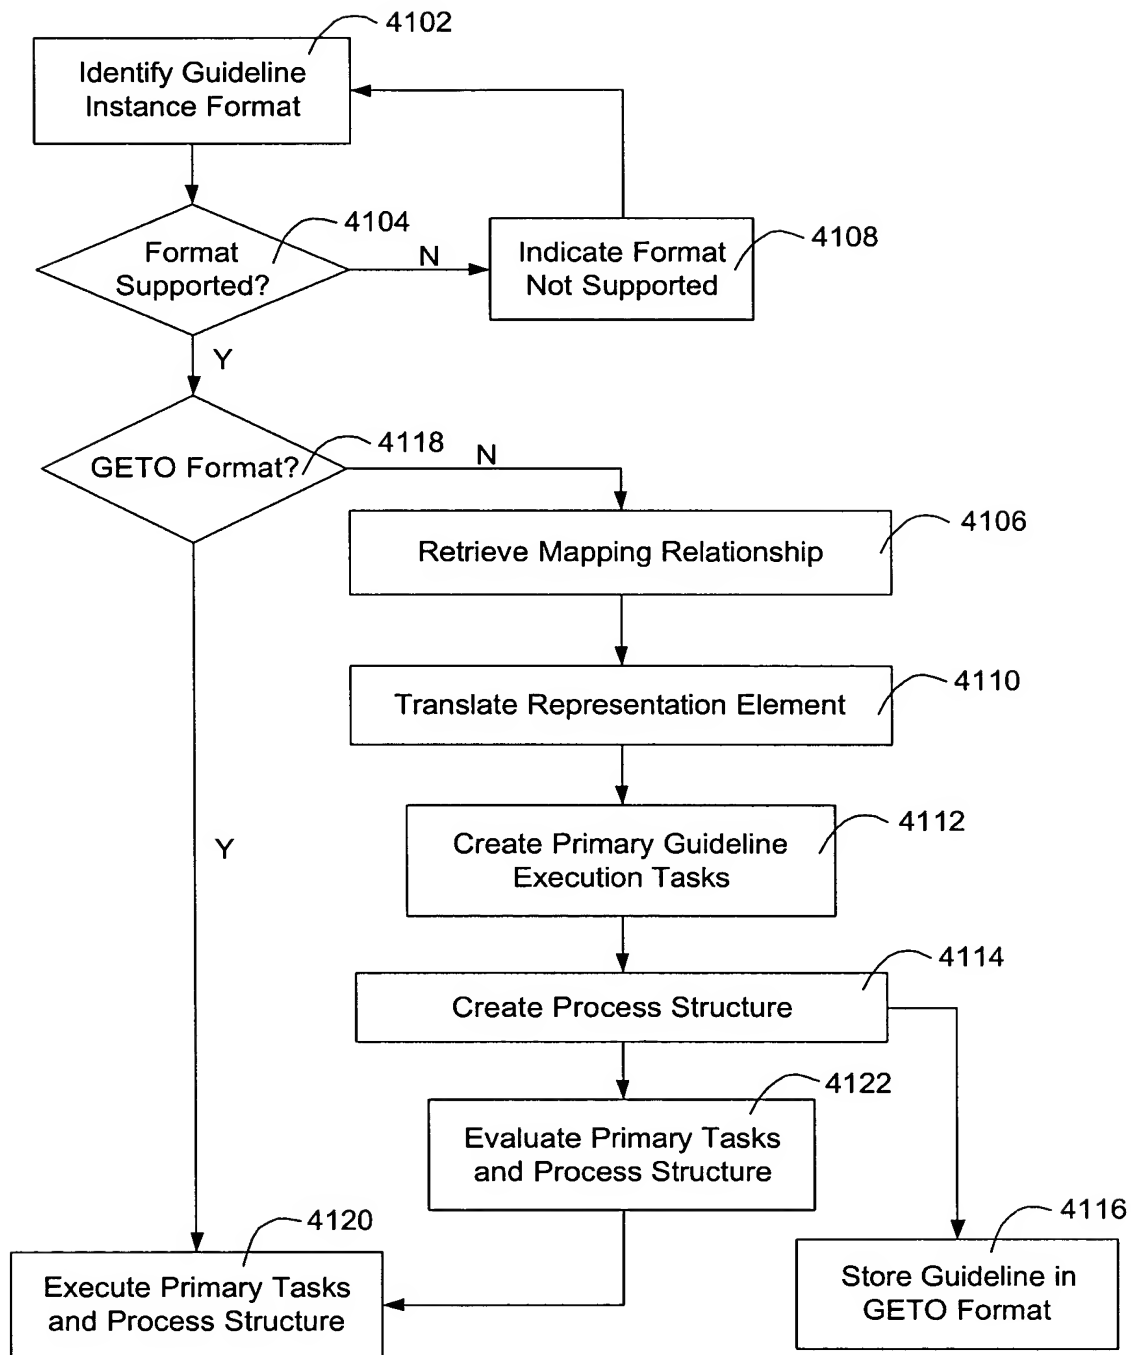 4102
Identify Guideline
Instance Format
4104
Format
Supported?
N
4108
Indicate Format
Not Supported
Y
4118
GETO Format?
N
4106
Retrieve Mapping Relationship
4110
Translate Representation Element
4112
Create Primary Guideline
Execution Tasks
Y
4114
Create Process Structure
4122
Evaluate Primary Tasks
and Process Structure
4120
Execute Primary Tasks
and Process Structure
4116
Store Guideline in
GETO Format